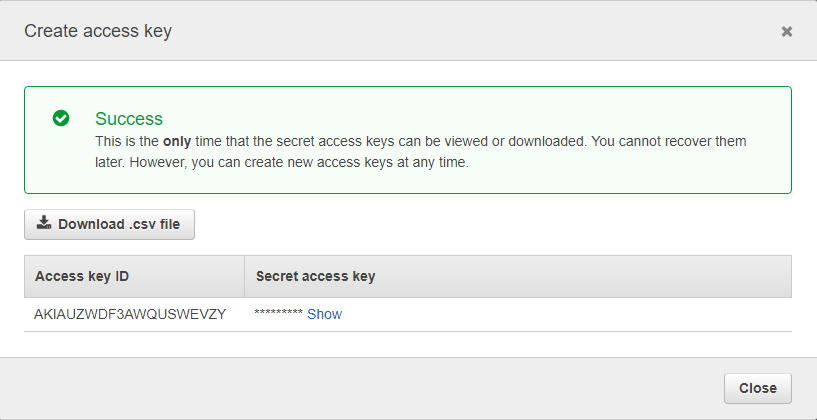 Create access key
×
Success
This is the only time that the secret access keys can be viewed or downloaded. You cannot recover them
later. However, you can create new access keys at any time.
Download .csv file
Access key ID Secret access key
AKIAUZWDF3AWQUSWEVZY ********* Show
Close